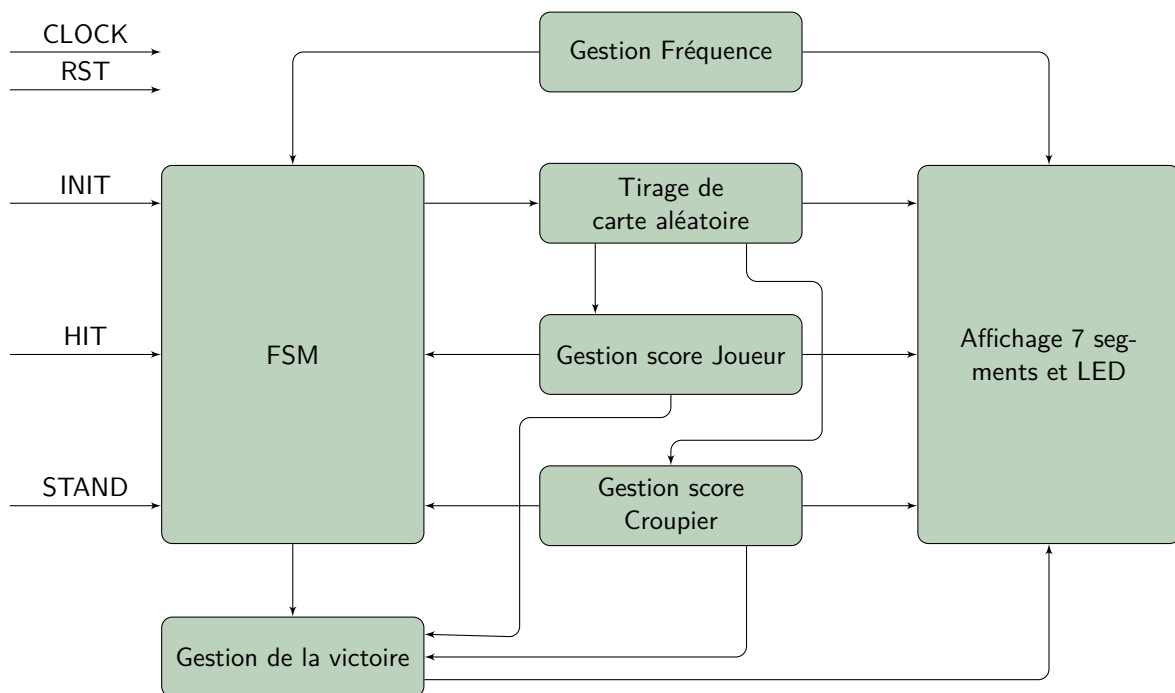 CLOCK
RST
Gestion Fréquence
INIT
Tirage de
carte aléatoire
HIT
FSM
Gestion score Joueur
Affichage 7 seg-
ments et LED
STAND
Gestion score
Croupier
Gestion de la victoire